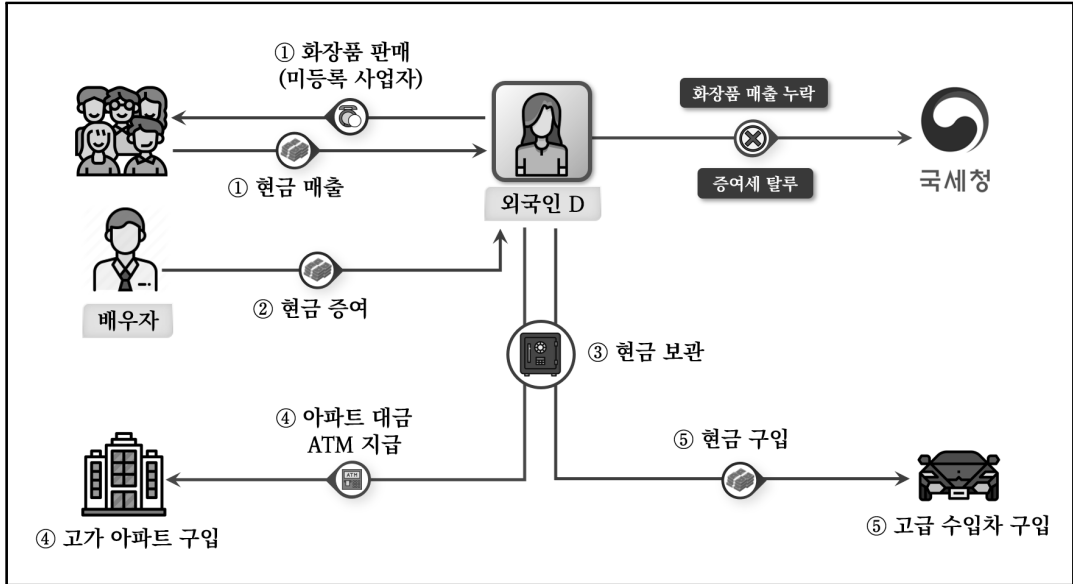 ① 화장품 판매
(미등록 사업자)
① 현금 매출
외국인 D
화장품 매출 누락
증여세 탈루
국세청
배우자
② 현금 증여
③ 현금 보관
④ 아파트 대금
ATM 지급
ATM
④ 고가 아파트 구입
⑤ 현금 구입
⑤ 고급 수입차 구입